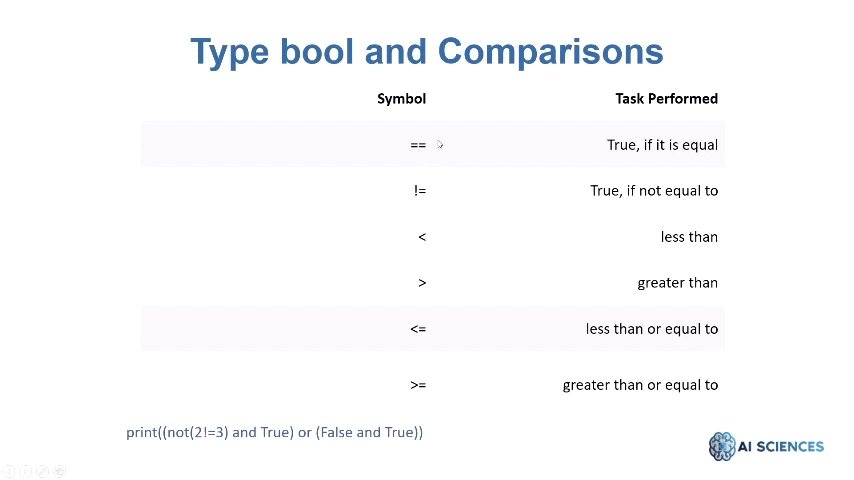 Type bool and Comparisons
Symbol Task Performed
== True, if it is equal
!= True, if not equal to
< less than
> greater than
<= less than or equal to
>= greater than or equal to
print((not(2!=3) and True) or (False and True))
AI SCIENCES